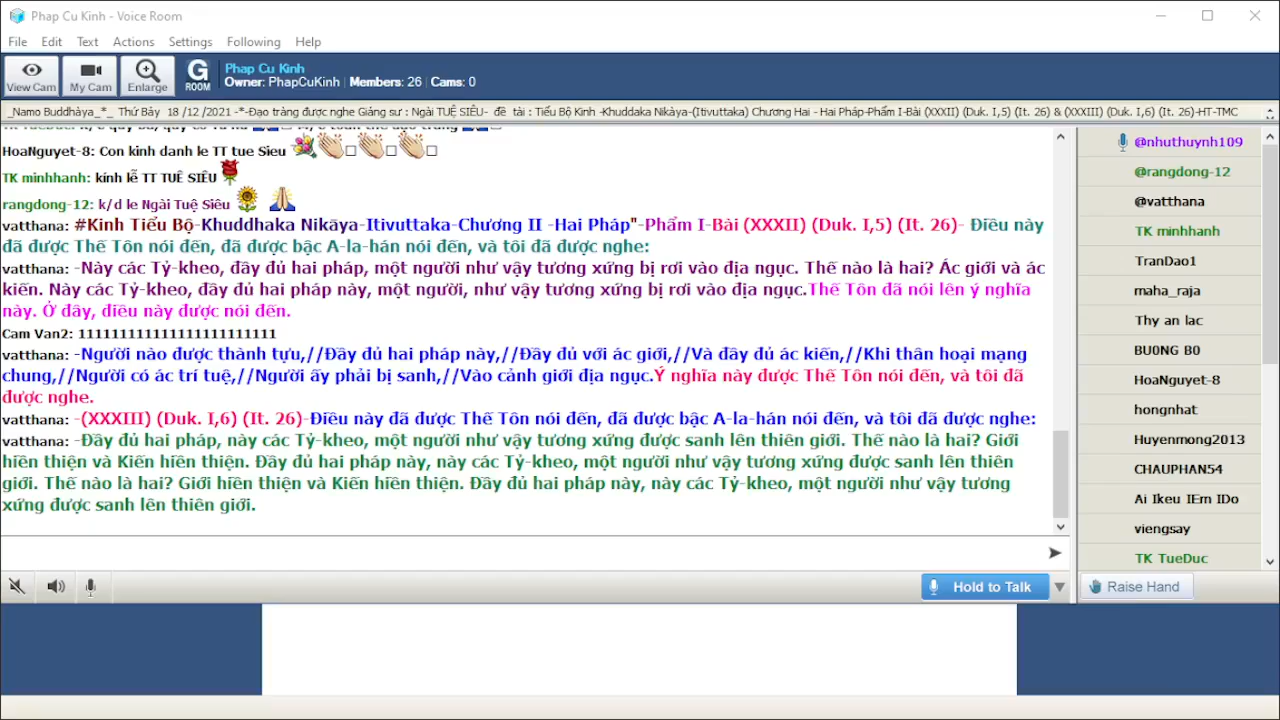 Phap Cu Kinh - Voice Room
File Edit Text Actions Settings Following Help
View Cam
My Cam
Enlarge
G
ROOM
Phap Cu Kinh
Owner: PhapCuKinh | Members: 26 | Cams: 0
_Namo Buddhàya_*_ Thứ Bảy 18 /12 /2021 -*-Đạo tràng được nghe Giảng sư : Ngài TUỆ SIÊU- đề tài : Tiểu Bộ Kinh -Khuddaka Nikàya-(Itivuttaka) Chương Hai - Hai Pháp-Phẩm I-Bài (XXXII) (Duk. I,5) (It. 26) & (XXXIII) (Duk. I,6) (It. 26)-HT-TMC
HoaNguyet-8: Con kinh danh le TT tue Sieu
TK minhhanh: kính lễ TT TUỆ SIÊU
rangdong-12: k/d le Ngài Tuệ Siêu
vatthana: #Kinh Tiểu Bộ-Khuddhaka Nikāya-Itivuttaka-Chương II -Hai Pháp"-Phẩm I-Bài (XXXII) (Duk. I,5) (It. 26)- Điều này
đã được Thế Tôn nói đến, đã được bậc A-la-hán nói đến, và tôi đã được nghe:
vatthana: -Này các Tỷ-kheo, đầy đủ hai pháp, một người như vậy tương xứng bị rơi vào địa ngục. Thế nào là hai? Ác giới và ác
kiến. Này các Tỷ-kheo, đầy đủ hai pháp này, một người, như vậy tương xứng bị rơi vào địa ngục.Thế Tôn đã nói lên ý nghĩa
này. Ở đây, điều này được nói đến.
Cam Van2: 111111111111111111111111
vatthana: -Người nào được thành tựu,//Đầy đủ hai pháp này,//Đầy đủ với ác giới,//Và đầy đủ ác kiến,//Khi thân hoại mạng
chung,//Người có ác trí tuệ,//Người ấy phải bị sanh,//Vào cảnh giới địa ngục.Ý nghĩa này được Thế Tôn nói đến, và tôi đã
được nghe.
vatthana: -(XXXIII) (Duk. I,6) (It. 26)-Điều này đã được Thế Tôn nói đến, đã được bậc A-la-hán nói đến, và tôi đã được nghe:
vatthana: -Đầy đủ hai pháp, này các Tỷ-kheo, một người như vậy tương xứng được sanh lên thiên giới. Thế nào là hai? Giới
hiền thiện và Kiến hiền thiện. Đầy đủ hai pháp này, này các Tỷ-kheo, một người như vậy tương xứng được sanh lên thiên
giới. Thế nào là hai? Giới hiền thiện và Kiến hiền thiện. Đầy đủ hai pháp này, này các Tỷ-kheo, một người như vậy tương
xứng được sanh lên thiên giới.
@nhuthuynh109
@rangdong-12
@vatthana
TK minhhanh
TranDao1
maha_raja
Thy an lac
BU0NG B0
HoaNguyet-8
hongnhat
Huyenmong2013
CHAUPHAN54
Ai Ikeu IEm IDo
viengsay
TK TueDuc
Hold to Talk
Raise Hand